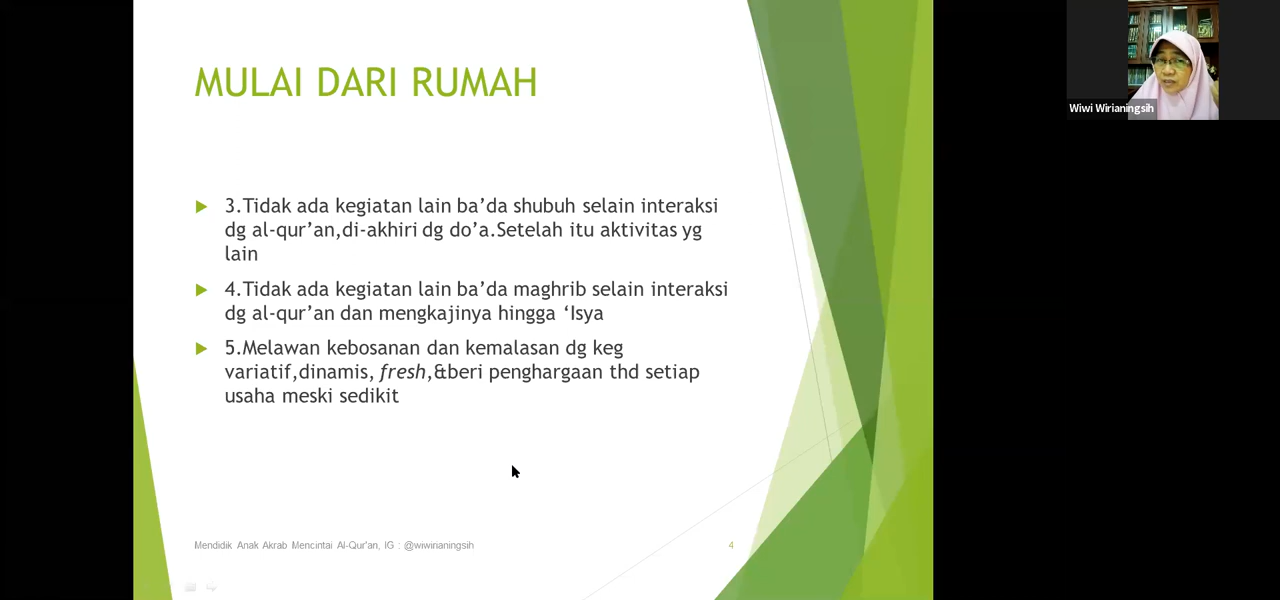 MULAI DARI RUMAH
Wiwi Wirianingsih
3.Tidak ada kegiatan lain ba’da shubuh selain interaksi
dg al-qur’an,di-akhiri dg do’a.Setelah itu aktivitas yg
lain
4.Tidak ada kegiatan lain ba’da maghrib selain interaksi
dg al-qur’an dan mengkajinya hingga ‘Isya
5.Melawan kebosanan dan kemalasan dg keg
variatif,dinamis, fresh,&beri penghargaan thd setiap
usaha meski sedikit
Mendidik Anak Akrab Mencintai Al-Qur'an, IG : @wiwirianingsih
4